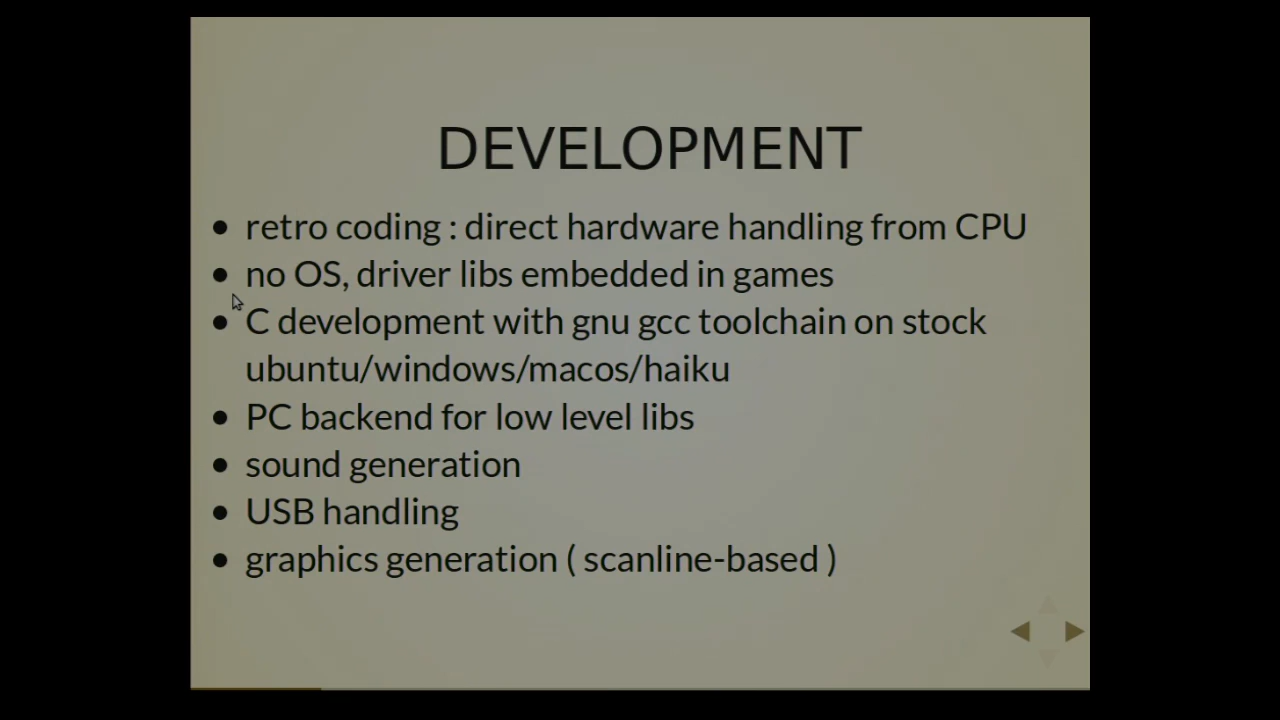 DEVELOPMENT
• retro coding : direct hardware handling from CPU
• no OS, driver libs embedded in games
• C development with gnu gcc toolchain on stock
ubuntu/windows/macos/haiku
• PC backend for low level libs
• sound generation
• USB handling
• graphics generation ( scanline-based )